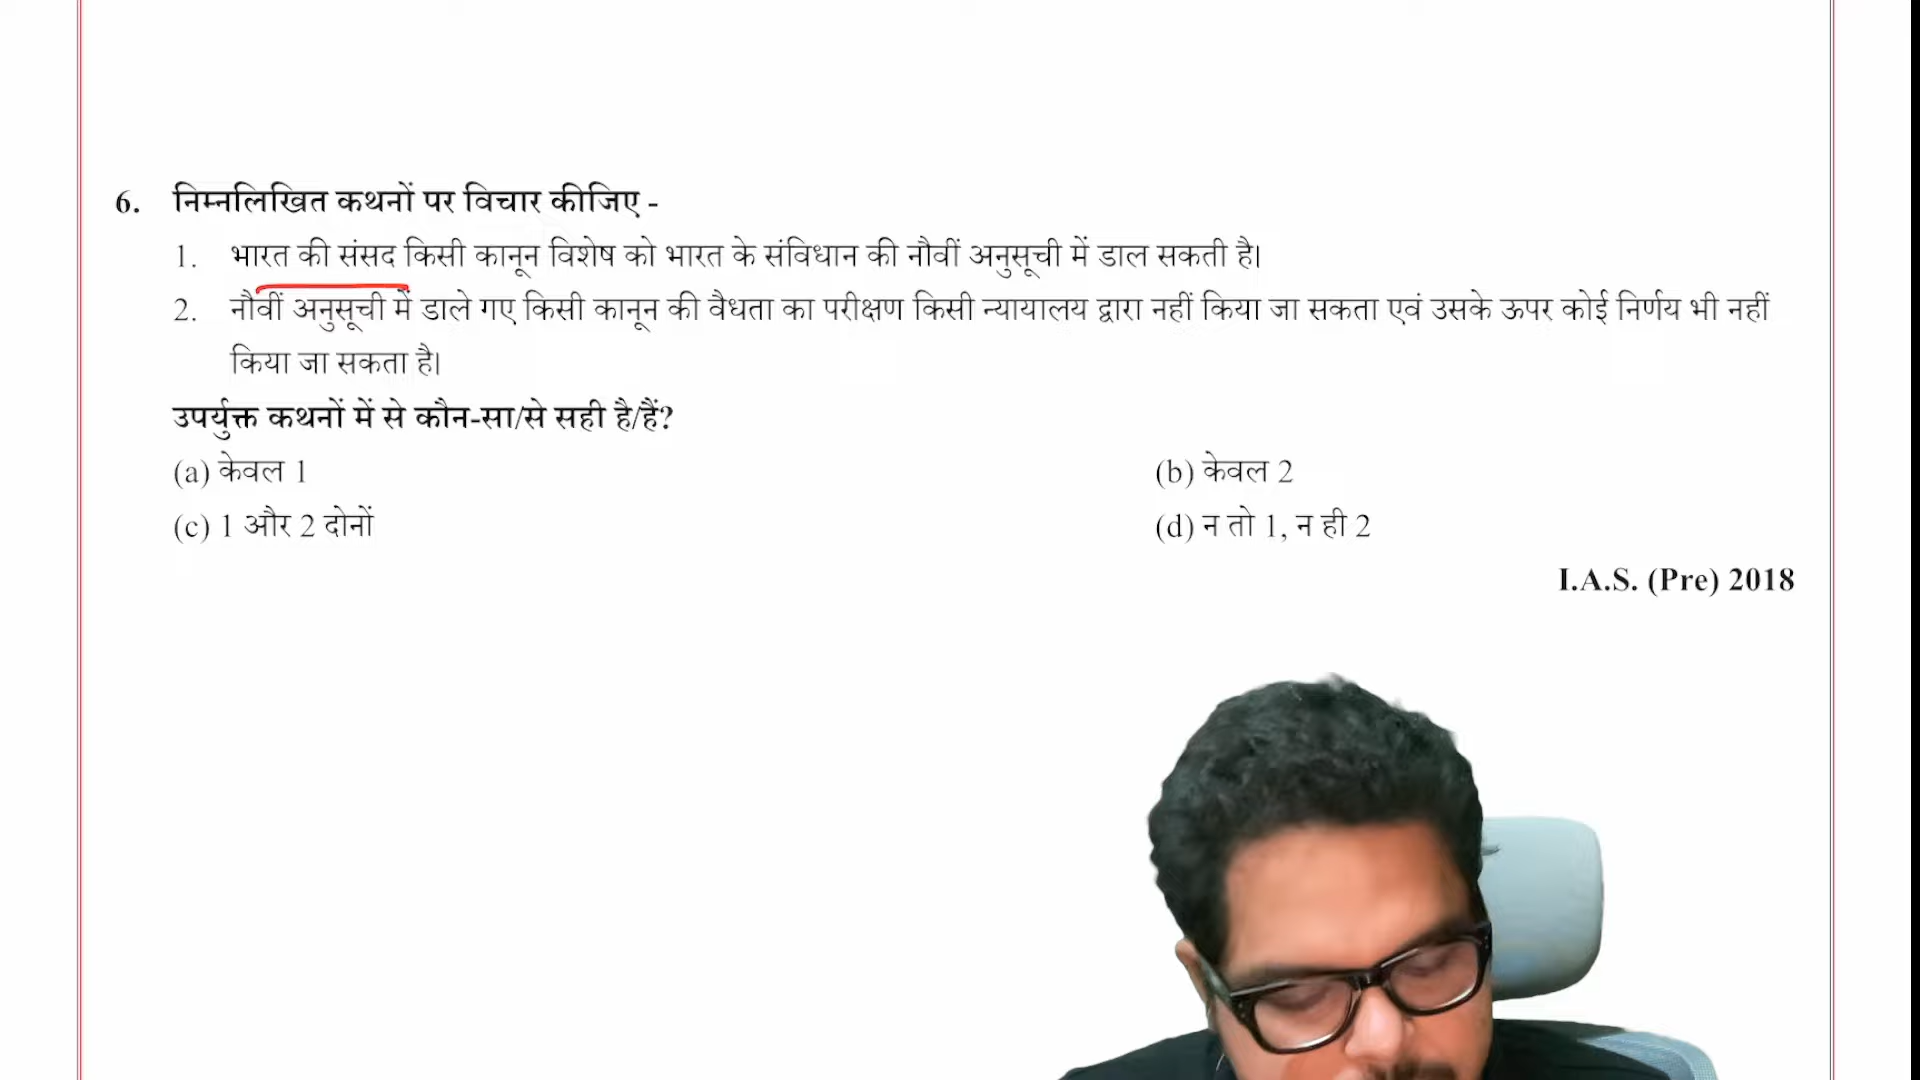 6. निम्नलिखित कथनों पर विचार कीजिए -
1. भारत की संसद किसी कानून विशेष को भारत के संविधान की नौवीं अनुसूची में डाल सकती है।
2. नौवीं अनुसूची में डाले गए किसी कानून की वैधता का परीक्षण किसी न्यायालय द्वारा नहीं किया जा सकता एवं उसके ऊपर कोई निर्णय भी नहीं
किया जा सकता है।
उपर्युक्त कथनों में से कौन-सा/से सही है/हैं?
(a) केवल 1 (b) केवल 2
(c) 1 और 2 दोनों (d) न तो 1, न ही 2
I.A.S. (Pre) 2018